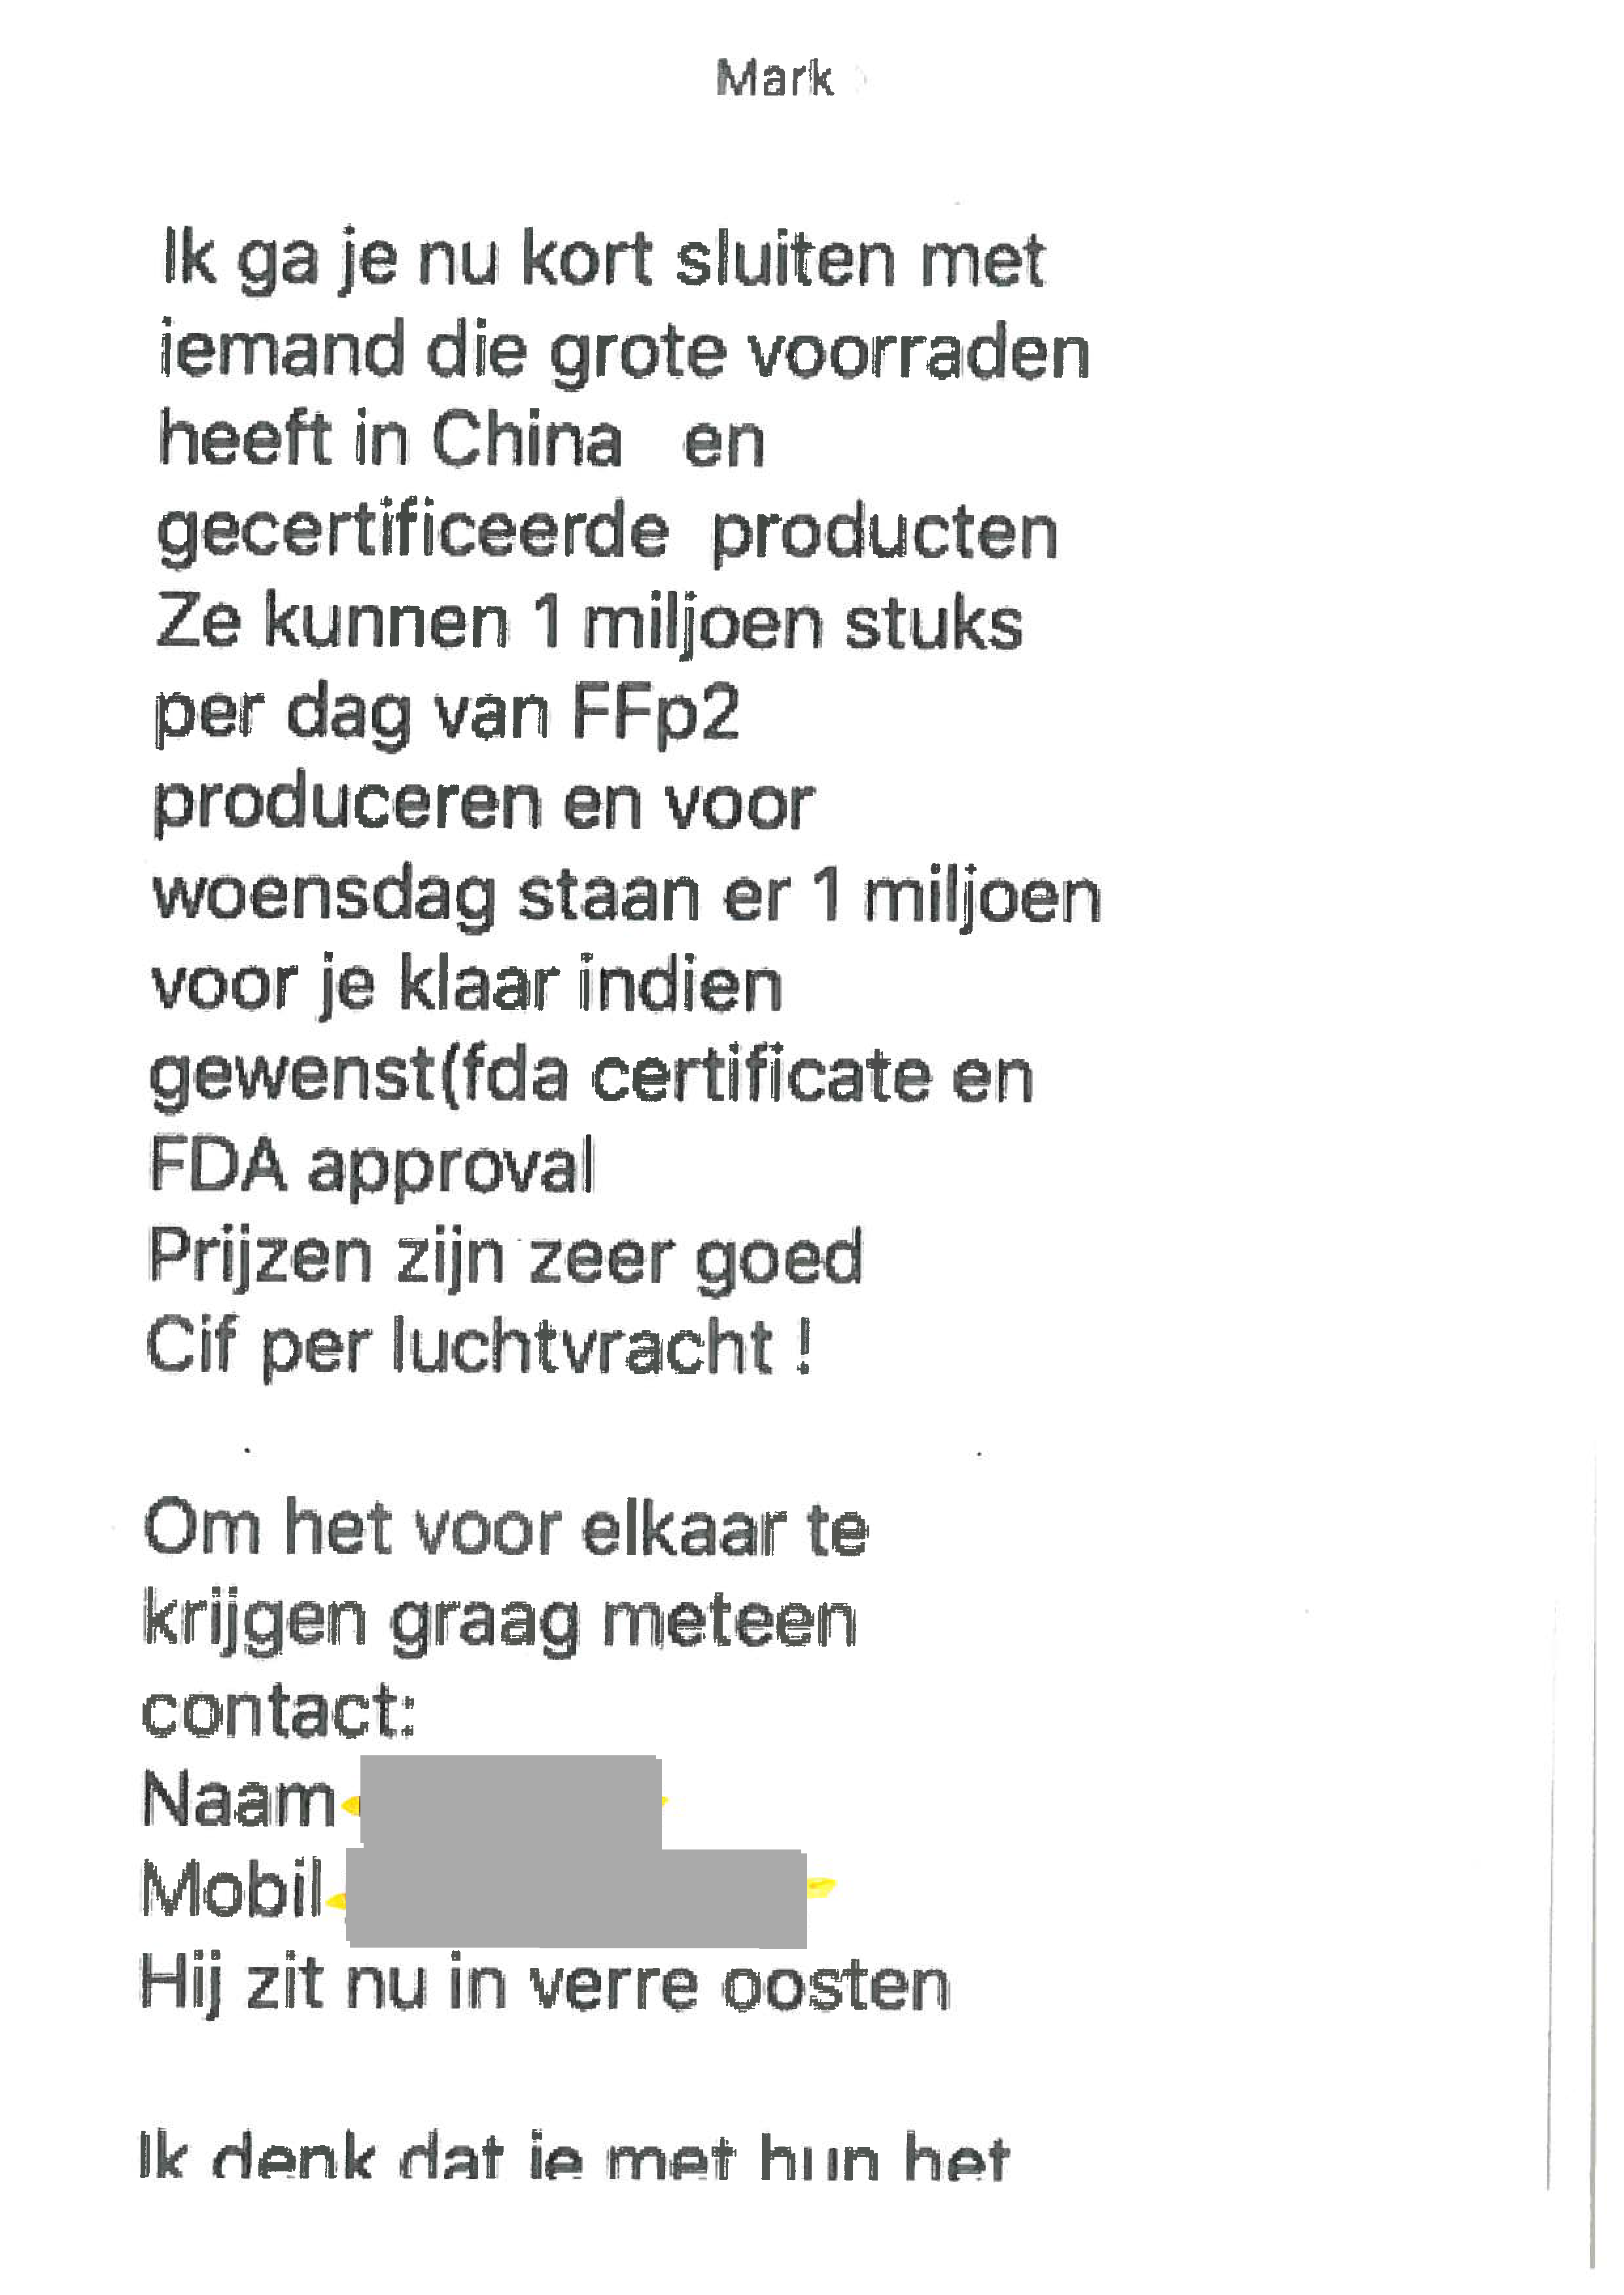 Mark
Ik ga je nu kort sluiten met
iemand die grote voorraden
heeft in China en
gecertificeerde producten
Ze kunnen 1 miljoen stuks
per dag van FFp2
produceren en voor
woensdag staan er 1 miljoen
voor je klaar indien
gewenst(fda certificate en
FDA approval
Prijzen zijn zeer goed
Cif per luchtvracht !
Om het voor elkaar te
krijgen graag meteen
contact:
Naam
Mobil
Hij zit nu in verre oosten
Ik denk dat je met hun het